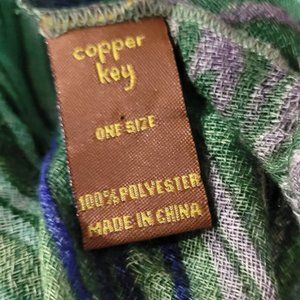 copper
key
ONE SIZE
100% POLYESTER
MADE IN CHINA